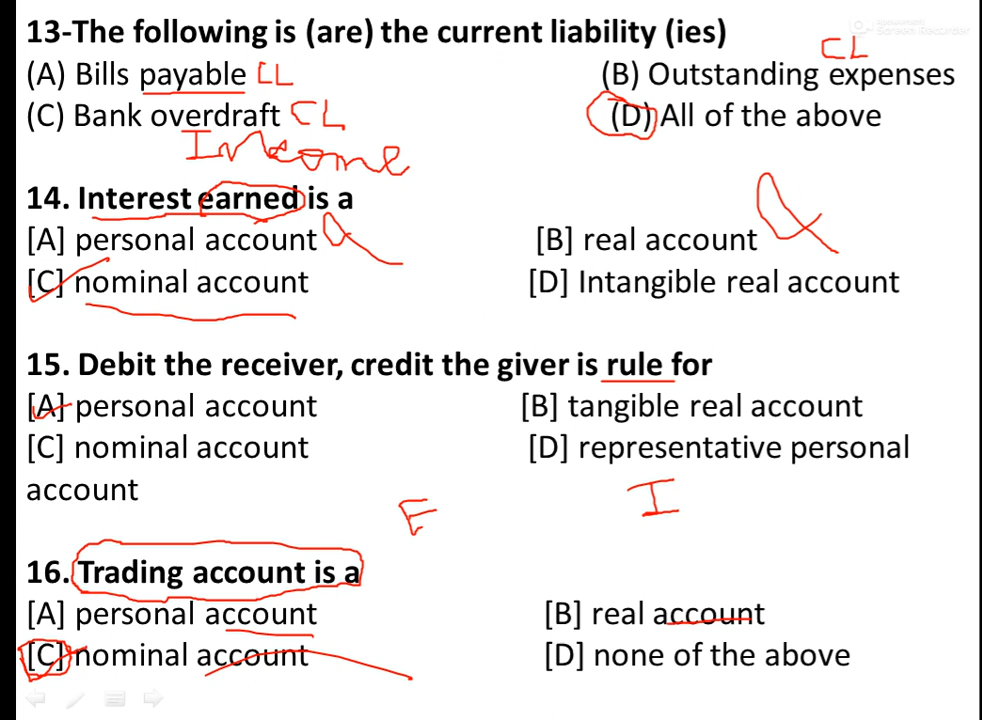 13-The following is (are) the current liability (ies)
CL
(A) Bills payable CL (B) Outstanding expenses
(C) Bank overdraft CL (D) All of the above
Income
14. Interest earned is a
[A] personal account [B] real account
[C] nominal account [D] Intangible real account
15. Debit the receiver, credit the giver is rule for
[A] personal account [B] tangible real account
[C] nominal account [D] representative personal
account
E I
16. Trading account is a
[A] personal account [B] real account
[C] nominal account [D] none of the above
Screen Recorder